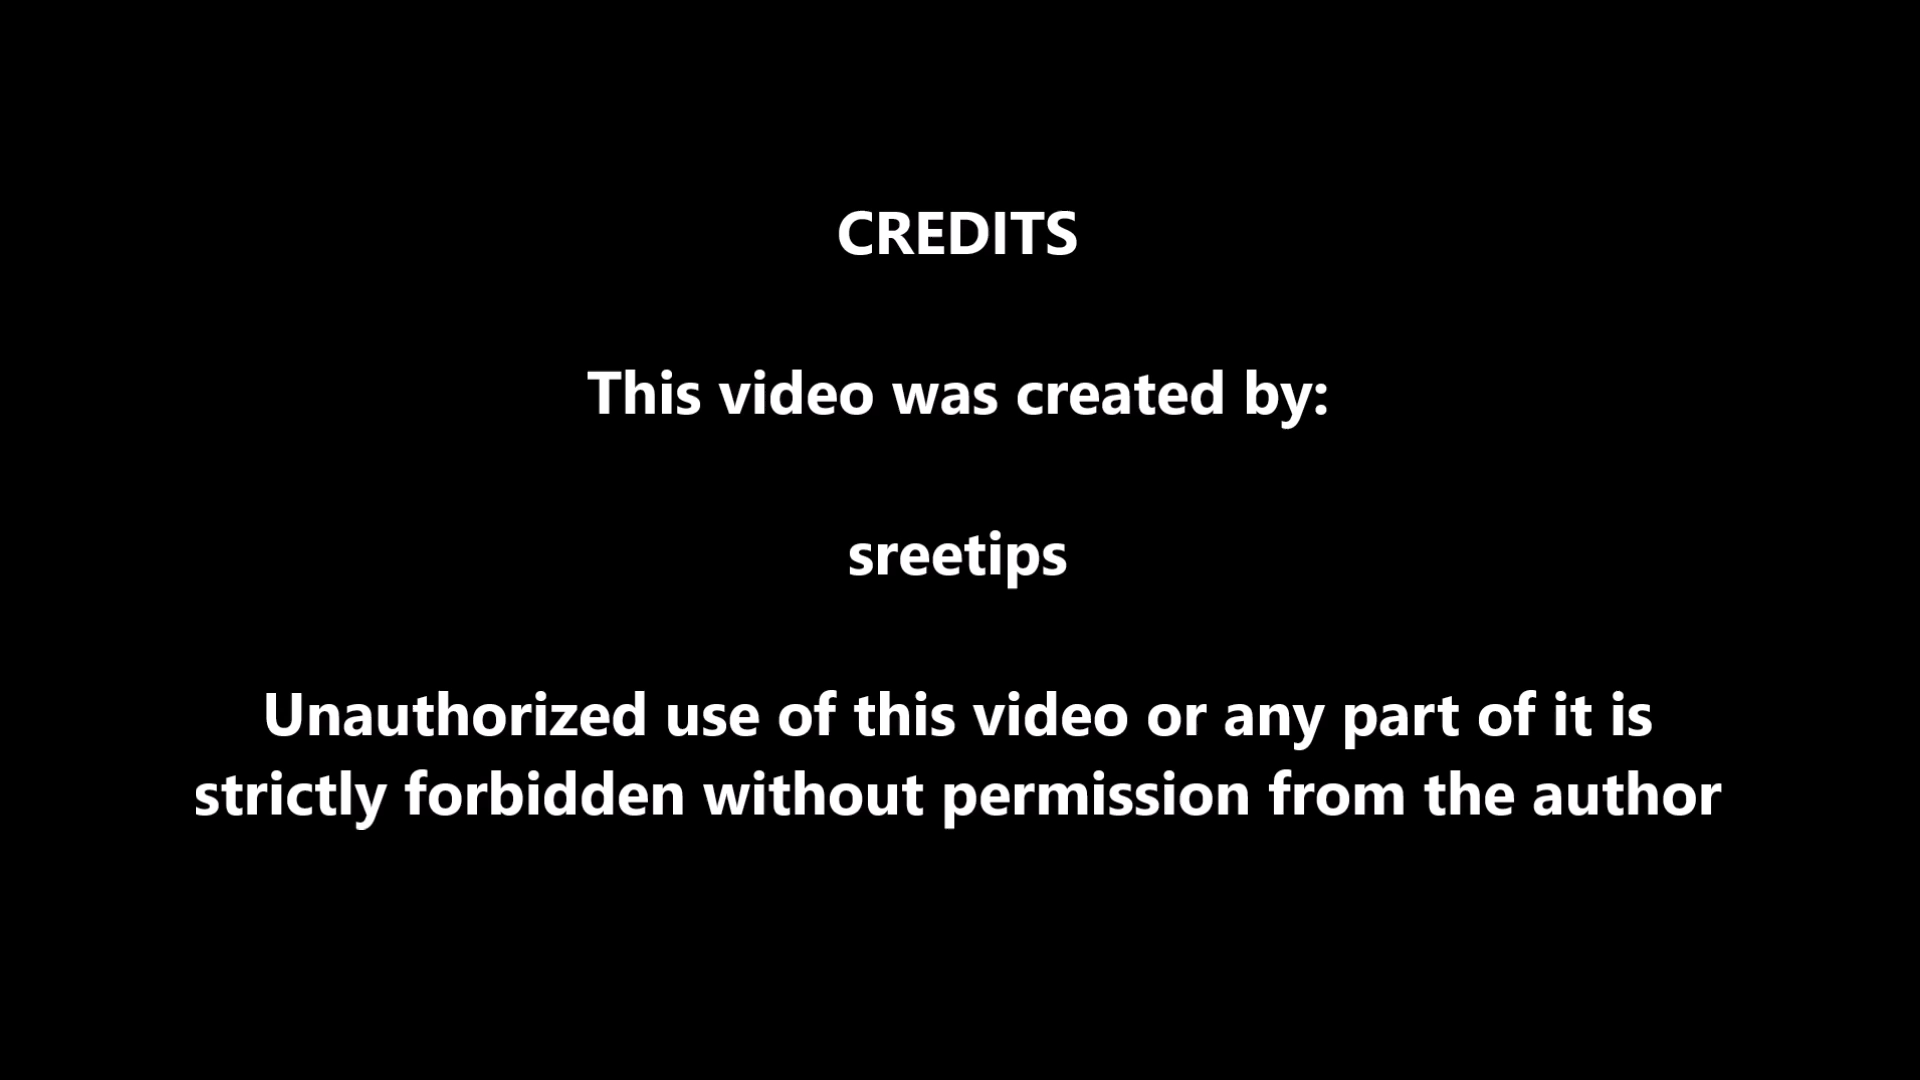 CREDITS
This video was created by:
sreetips
Unauthorized use of this video or any part of it is
strictly forbidden without permission from the author